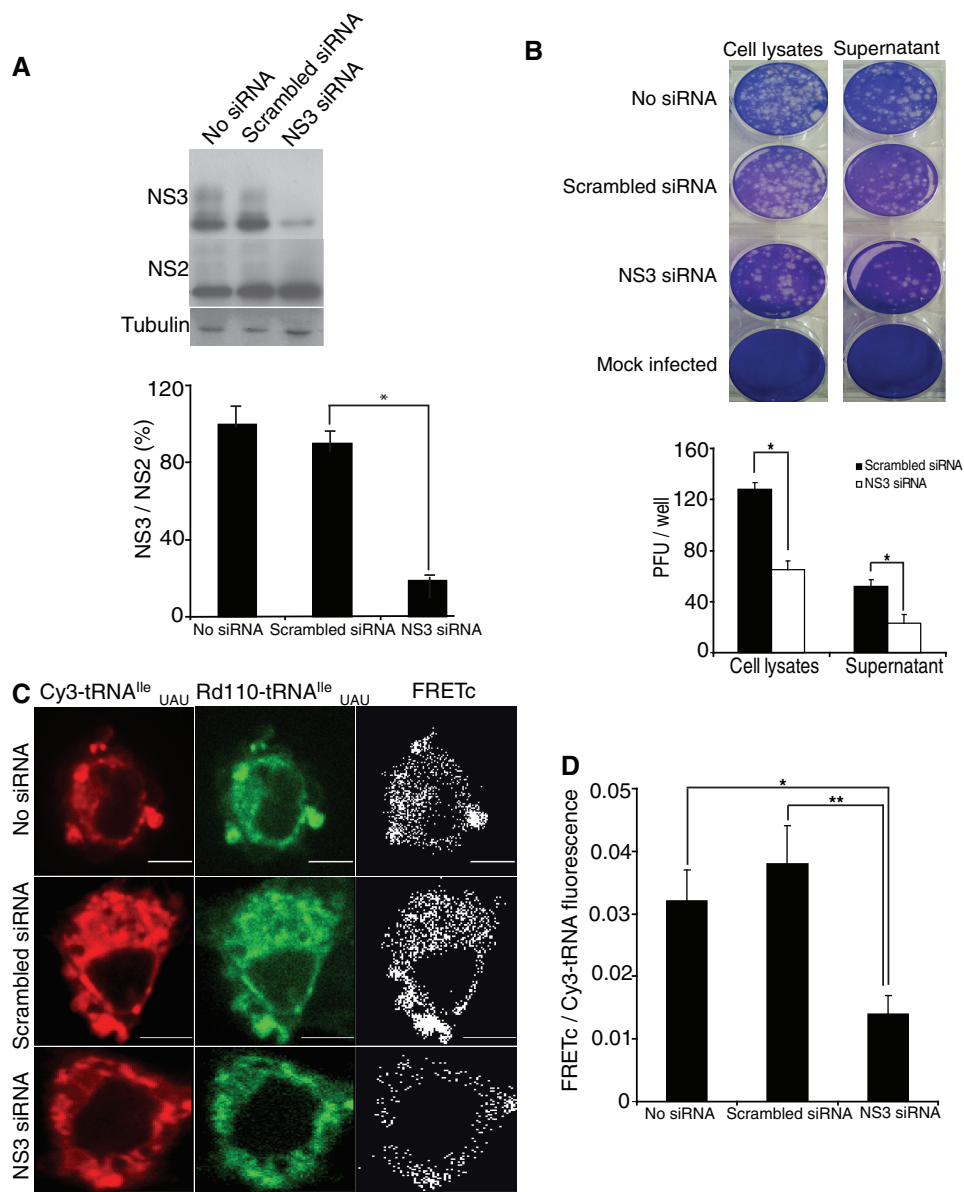 A
No siRNA
Scrambled siRNA
NS3 siRNA
NS3
NS2
Tubulin
120
80
40
0
NS3 / NS2 (%)
*
No siRNA Scrambled siRNA NS3 siRNA
B
Cell lysates Supernatant
No siRNA
Scrambled siRNA
NS3 siRNA
Mock infected
160
120
80
40
0
PFU / well
*
*
Scrambled siRNA
NS3 siRNA
Cell lysates Supernatant
C
Cy3-tRNAIle UAU Rd110-tRNAIle UAU FRETc
No siRNA
Scrambled siRNA
NS3 siRNA
D
0.05
0.04
0.03
0.02
0.01
0
FRETc / Cy3-tRNA fluorescence
*
**
No siRNA Scrambled siRNA NS3 siRNA